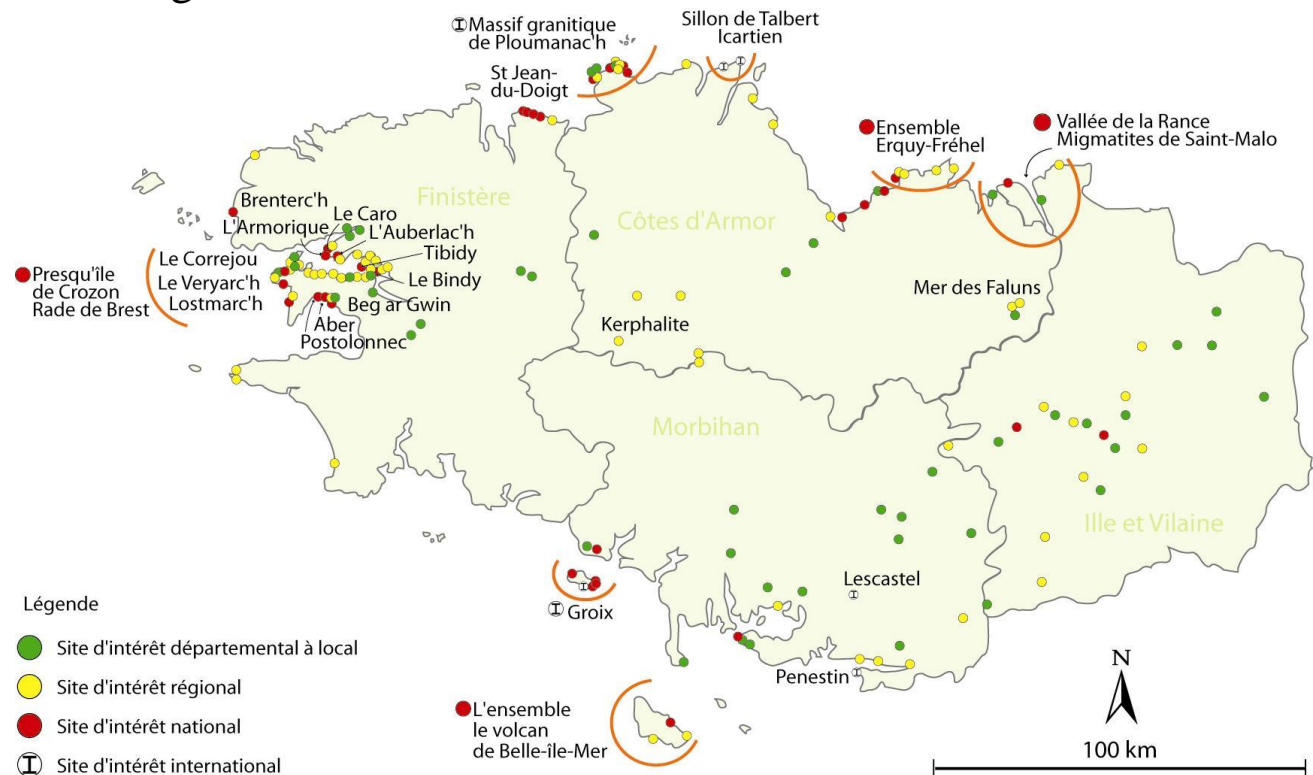 Massif granitique
de Ploumanac'h
Sillon de Talbert
Icartien
St Jean-
du-Doigt
Ensemble
Erquy-Fréhel
Vallée de la Rance
Migmatites de Saint-Malo
Finistère
Côtes d'Armor
Brenterc'h
Le Caro
L'Armorique
L'Auberlac'h
Tibidy
Le Correjou
Le Veryarc'h
Lostmarc'h
Le Bindy
Beg ar Gwin
Aber
Postolonnec
Presqu'île
de Crozon
Rade de Brest
Kerphalite
Mer des Faluns
Morbihan
Ille et Vilaine
Lescastel
Groix
Penestin
L'ensemble
le volcan
de Belle-île-Mer
Légende
Site d'intérêt départemental à local
Site d'intérêt régional
Site d'intérêt national
Site d'intérêt international
N
100 km